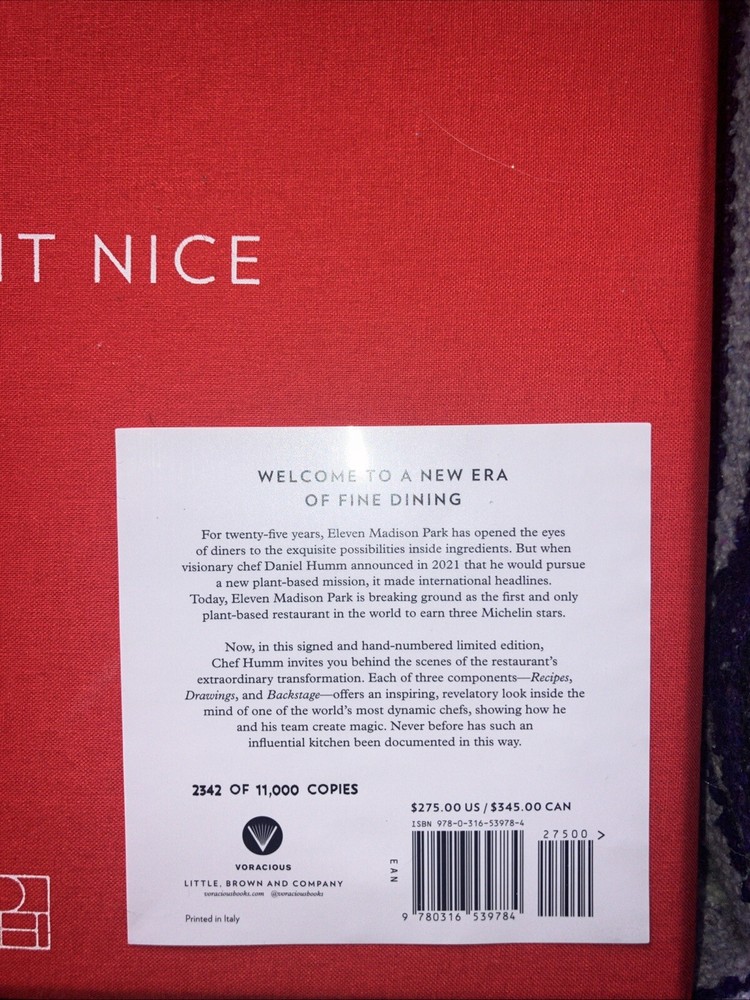 IT NICE
WELCOME TO A NEW ERA
OF FINE DINING
For twenty-five years, Eleven Madison Park has opened the eyes
of diners to the exquisite possibilities inside ingredients. But when
visionary chef Daniel Humm announced in 2021 that he would pursue
a new plant-based mission, it made international headlines.
Today, Eleven Madison Park is breaking ground as the first and only
plant-based restaurant in the world to earn three Michelin stars.
Now, in this signed and hand-numbered limited edition,
Chef Humm invites you behind the scenes of the restaurant's
extraordinary transformation. Each of three components—Recipes,
Drawings, and Backstage—offers an inspiring, revelatory look inside the
mind of one of the world's most dynamic chefs, showing how he
and his team create magic. Never before has such an
influential kitchen been documented in this way.
2342 OF 11,000 COPIES
$275.00 US / $345.00 CAN
ISBN 978-0-316-53978-4
27500 >
EAN
9 780316 539784
VORACIOUS
LITTLE, BROWN AND COMPANY
voraciousbooks.com @voraciousbooks
Printed in Italy